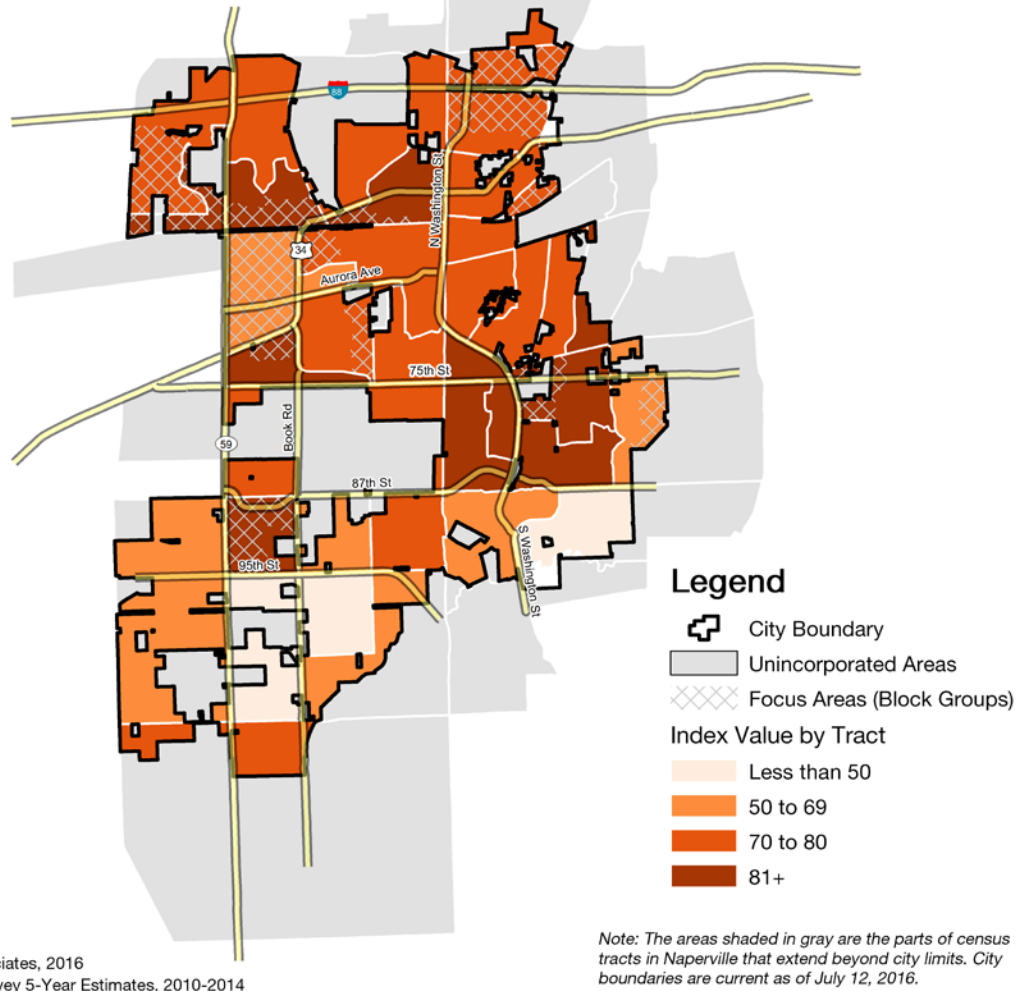 88
N Washington St
34
Aurora Ave
75th St
Book Rd
59
87th St
S Washington St
95th St
Legend
City Boundary
Unincorporated Areas
Focus Areas (Block Groups)
Index Value by Tract
Less than 50
50 to 69
70 to 80
81+
Note: The areas shaded in gray are the parts of census
tracts in Naperville that extend beyond city limits. City
boundaries are current as of July 12, 2016.
ciates, 2016
vey 5-Year Estimates, 2010-2014